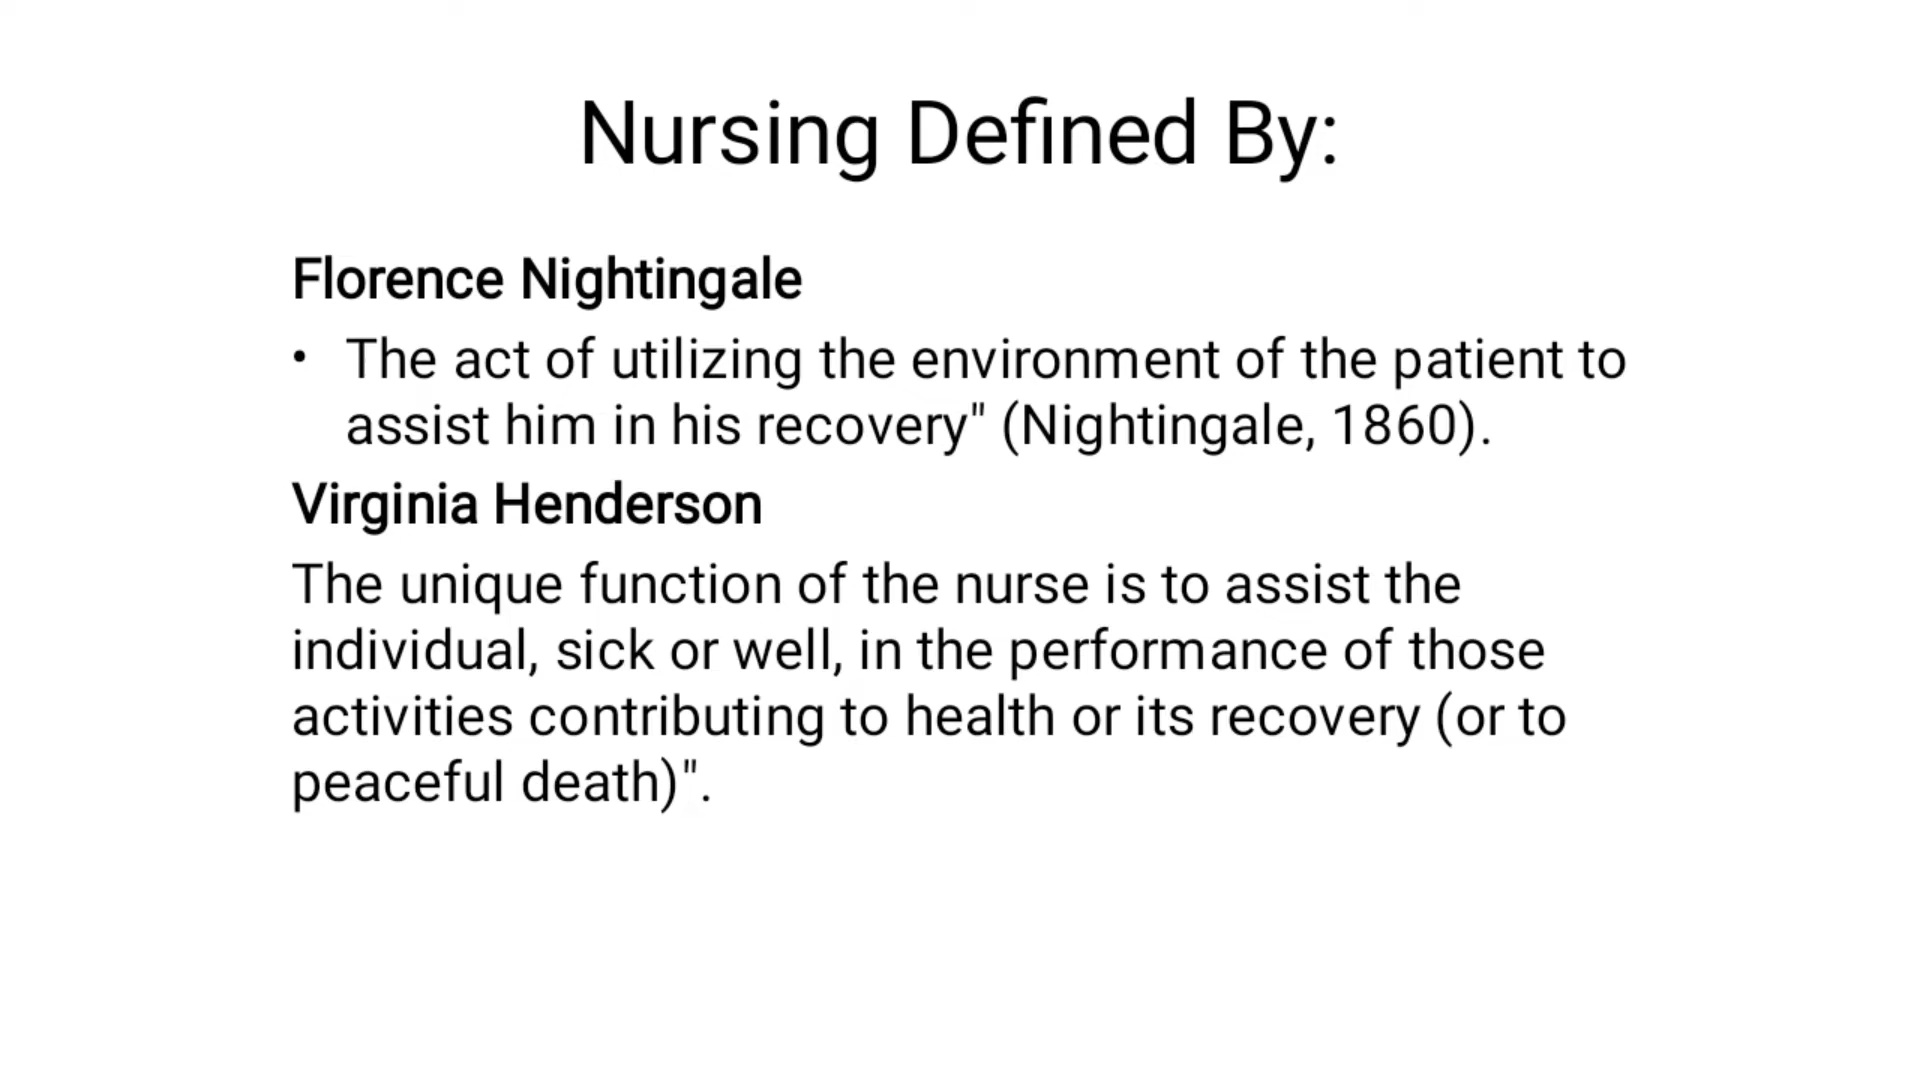 Nursing Defined By:
Florence Nightingale
• The act of utilizing the environment of the patient to
assist him in his recovery" (Nightingale, 1860).
Virginia Henderson
The unique function of the nurse is to assist the
individual, sick or well, in the performance of those
activities contributing to health or its recovery (or to
peaceful death)".